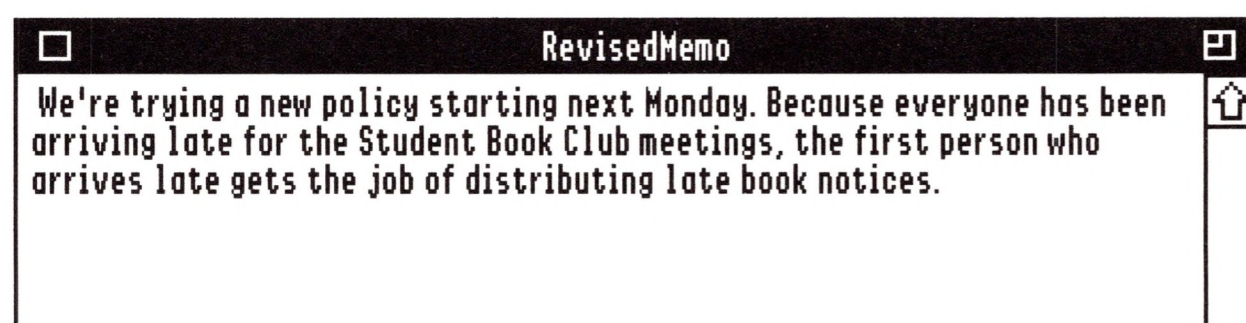 RevisedMemo
We're trying a new policy starting next Monday. Because everyone has been
arriving late for the Student Book Club meetings, the first person who
arrives late gets the job of distributing late book notices.